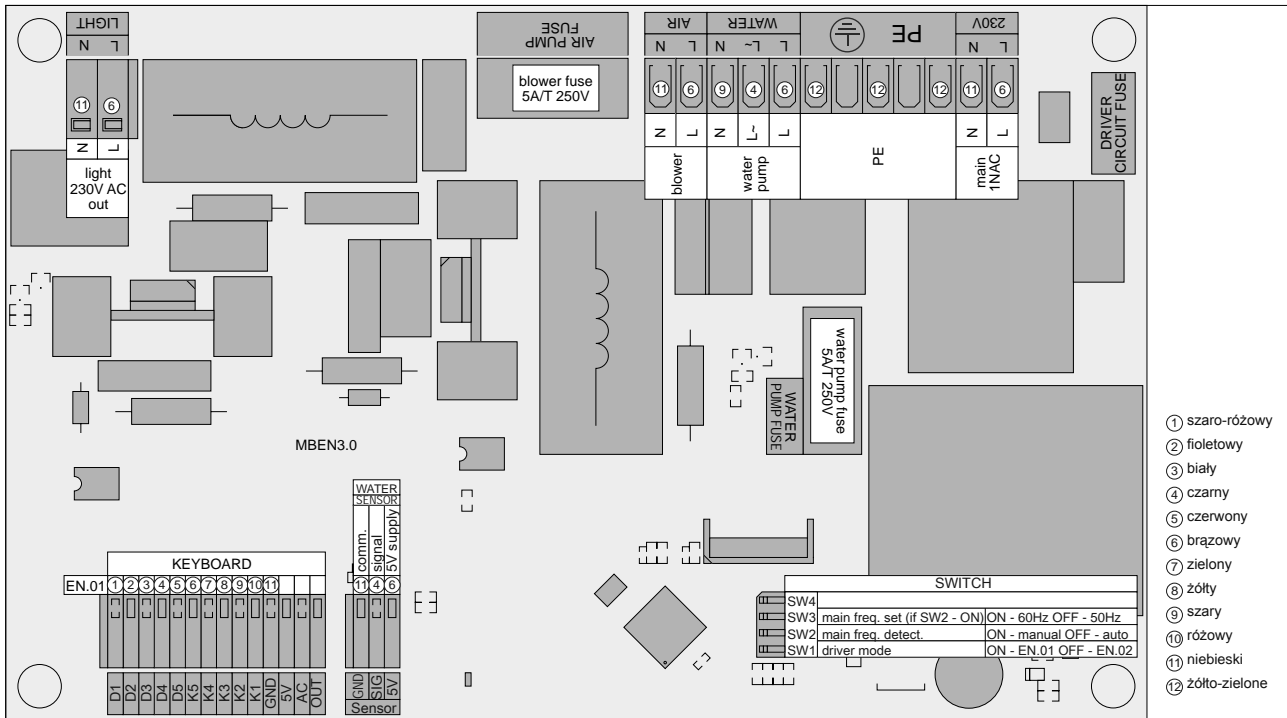 LIGHT
N L
11 6
N L
light
230V AC
out
AIR PUMP
FUSE
blower fuse
5A/T 250V
AIR WATER PE 230V
N L N L~ L N L
11 6 9 4 6 12 12 12 11 6
N L N L~ L N L
blower
water
pump
PE
main
1NAC
DRIVER
CIRCUIT FUSE
water pump fuse
5A/T 250V
WATER
PUMP FUSE
MBEN3.0
WATER
SENSOR
comm.
signal
5V supply
11 4 6
GND SIG 5V
Sensor
KEYBOARD
EN.01 1 2 3 4 5 6 7 8 9 10 11
D1 D2 D3 D4 D5 K5 K4 K3 K2 K1 GND 5V AC OUT
SWITCH
SW4
SW3 main freq. set (if SW2 - ON) ON - 60Hz OFF - 50Hz
SW2 main freq. detect. ON - manual OFF - auto
SW1 driver mode ON - EN.01 OFF - EN.02
1 szaro-różowy
2 fioletowy
3 biały
4 czarny
5 czerwony
6 brązowy
7 zielony
8 żółty
9 szary
10 różowy
11 niebieski
12 żółto-zielone